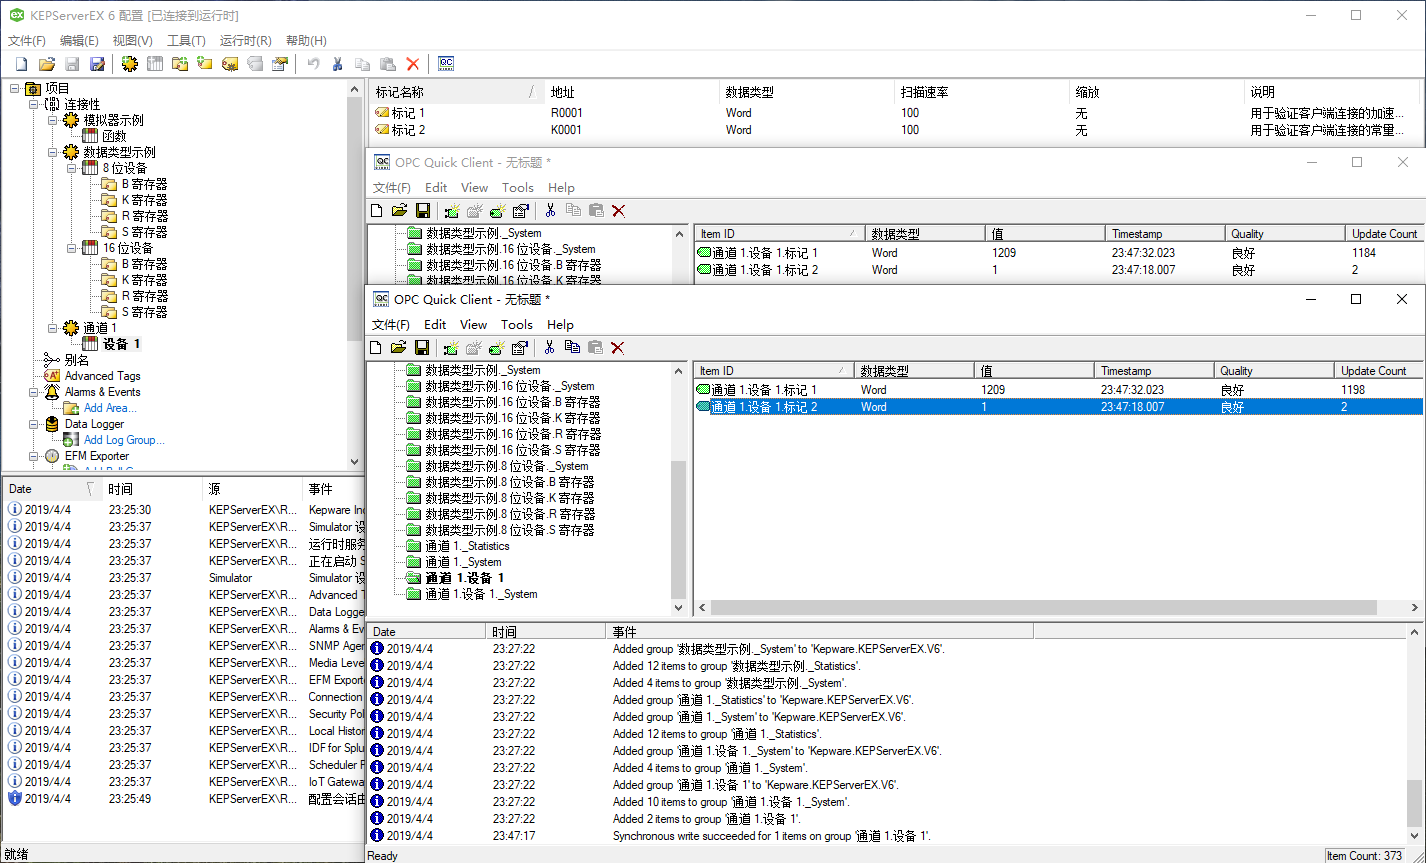 KEPServerEX 6 配置 [已连接到运行时]
文件(F) 编辑(E) 视图(V) 工具(T) 运行时(R) 帮助(H)
项目
连接性
模拟器示例
函数
数据类型示例
8 位设备
B 寄存器
K 寄存器
R 寄存器
S 寄存器
16 位设备
B 寄存器
K 寄存器
R 寄存器
S 寄存器
通道 1
设备 1
别名
Advanced Tags
Alarms & Events
Add Area...
Data Logger
Add Log Group...
EFM Exporter
标记名称 地址 数据类型 扫描速率 缩放 说明
标记 1 R0001 Word 100 无 用于验证客户端连接的加速...
标记 2 K0001 Word 100 无 用于验证客户端连接的常量...
OPC Quick Client - 无标题 *
文件(F) Edit View Tools Help
数据类型示例._System
数据类型示例.16 位设备._System
数据类型示例.16 位设备.B 寄存器
数据类型示例.16 位设备.K 寄存器
Item ID 数据类型 值 Timestamp Quality Update Count
通道 1.设备 1.标记 1 Word 1209 23:47:32.023 良好 1184
通道 1.设备 1.标记 2 Word 1 23:47:18.007 良好 2
OPC Quick Client - 无标题 *
文件(F) Edit View Tools Help
数据类型示例._System
数据类型示例.16 位设备._System
数据类型示例.16 位设备.B 寄存器
数据类型示例.16 位设备.K 寄存器
数据类型示例.16 位设备.R 寄存器
数据类型示例.16 位设备.S 寄存器
数据类型示例.8 位设备._System
数据类型示例.8 位设备.B 寄存器
数据类型示例.8 位设备.K 寄存器
数据类型示例.8 位设备.R 寄存器
数据类型示例.8 位设备.S 寄存器
通道 1._Statistics
通道 1._System
通道 1.设备 1
通道 1.设备 1._System
Item ID 数据类型 值 Timestamp Quality Update Count
通道 1.设备 1.标记 1 Word 1209 23:47:32.023 良好 1198
通道 1.设备 1.标记 2 Word 1 23:47:18.007 良好 2
Date 时间 源 事件
2019/4/4 23:25:30 KEPServerEX\R... Kepware Inc
2019/4/4 23:25:37 KEPServerEX\R... Simulator 设
2019/4/4 23:25:37 KEPServerEX\R... 运行时服务
2019/4/4 23:25:37 KEPServerEX\R... 正在启动 S
2019/4/4 23:25:37 Simulator Simulator 设
2019/4/4 23:25:37 KEPServerEX\R... Advanced T
2019/4/4 23:25:37 KEPServerEX\R... Data Logge
2019/4/4 23:25:37 KEPServerEX\R... Alarms & Ev
2019/4/4 23:25:37 KEPServerEX\R... SNMP Agen
2019/4/4 23:25:37 KEPServerEX\R... Media Leve
2019/4/4 23:25:37 KEPServerEX\R... EFM Exporte
2019/4/4 23:25:37 KEPServerEX\R... Connection
2019/4/4 23:25:37 KEPServerEX\R... Security Poli
2019/4/4 23:25:37 KEPServerEX\R... Local Histor
2019/4/4 23:25:37 KEPServerEX\R... IDF for Splu
2019/4/4 23:25:37 KEPServerEX\R... Scheduler P
2019/4/4 23:25:37 KEPServerEX\R... IoT Gatewa
2019/4/4 23:25:49 KEPServerEX\R... 配置会话由
就绪
Date 时间 事件
2019/4/4 23:27:22 Added group '数据类型示例._System' to 'Kepware.KEPServerEX.V6'.
2019/4/4 23:27:22 Added 12 items to group '数据类型示例._Statistics'.
2019/4/4 23:27:22 Added 4 items to group '数据类型示例._System'.
2019/4/4 23:27:22 Added group '通道 1._Statistics' to 'Kepware.KEPServerEX.V6'.
2019/4/4 23:27:22 Added group '通道 1._System' to 'Kepware.KEPServerEX.V6'.
2019/4/4 23:27:22 Added 12 items to group '通道 1._Statistics'.
2019/4/4 23:27:22 Added group '通道 1.设备 1._System' to 'Kepware.KEPServerEX.V6'.
2019/4/4 23:27:22 Added 4 items to group '通道 1._System'.
2019/4/4 23:27:22 Added group '通道 1.设备 1' to 'Kepware.KEPServerEX.V6'.
2019/4/4 23:27:22 Added 10 items to group '通道 1.设备 1._System'.
2019/4/4 23:27:22 Added 2 items to group '通道 1.设备 1'.
2019/4/4 23:47:17 Synchronous write succeeded for 1 items on group '通道 1.设备 1'.
Ready Item Count: 373